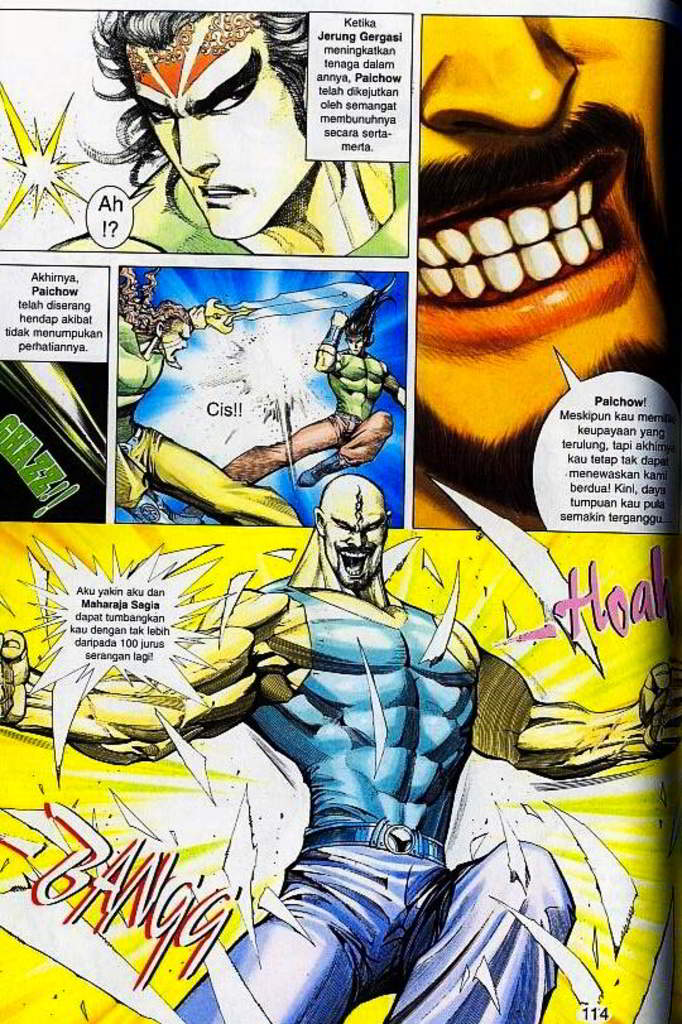 Ketika
Jerung Gergasi
meningkatkan
tenaga dalam
annya, Paichow
telah dikejutkan
oleh semangat
membunuhnya
secara serta-
merta.
Ah
!?
Akhirnya,
Paichow
telah diserang
hendap akibat
tidak menumpukan
perhatiannya.
Cis!!
Paichow!
Meskipun kau
keupayaan yang
terulung, tapi akhirnya
kau tetap tak dapat
menewaskan kami
berdua! Kini, daya
tumpuan kau pula
semakin terganggu....
Aku yakin aku dan
Maharaja Sagia
dapat tumbangkan
kau dengan tak lebih
daripada 100 jurus
serangan lagi!
Hoah
BANGG
114